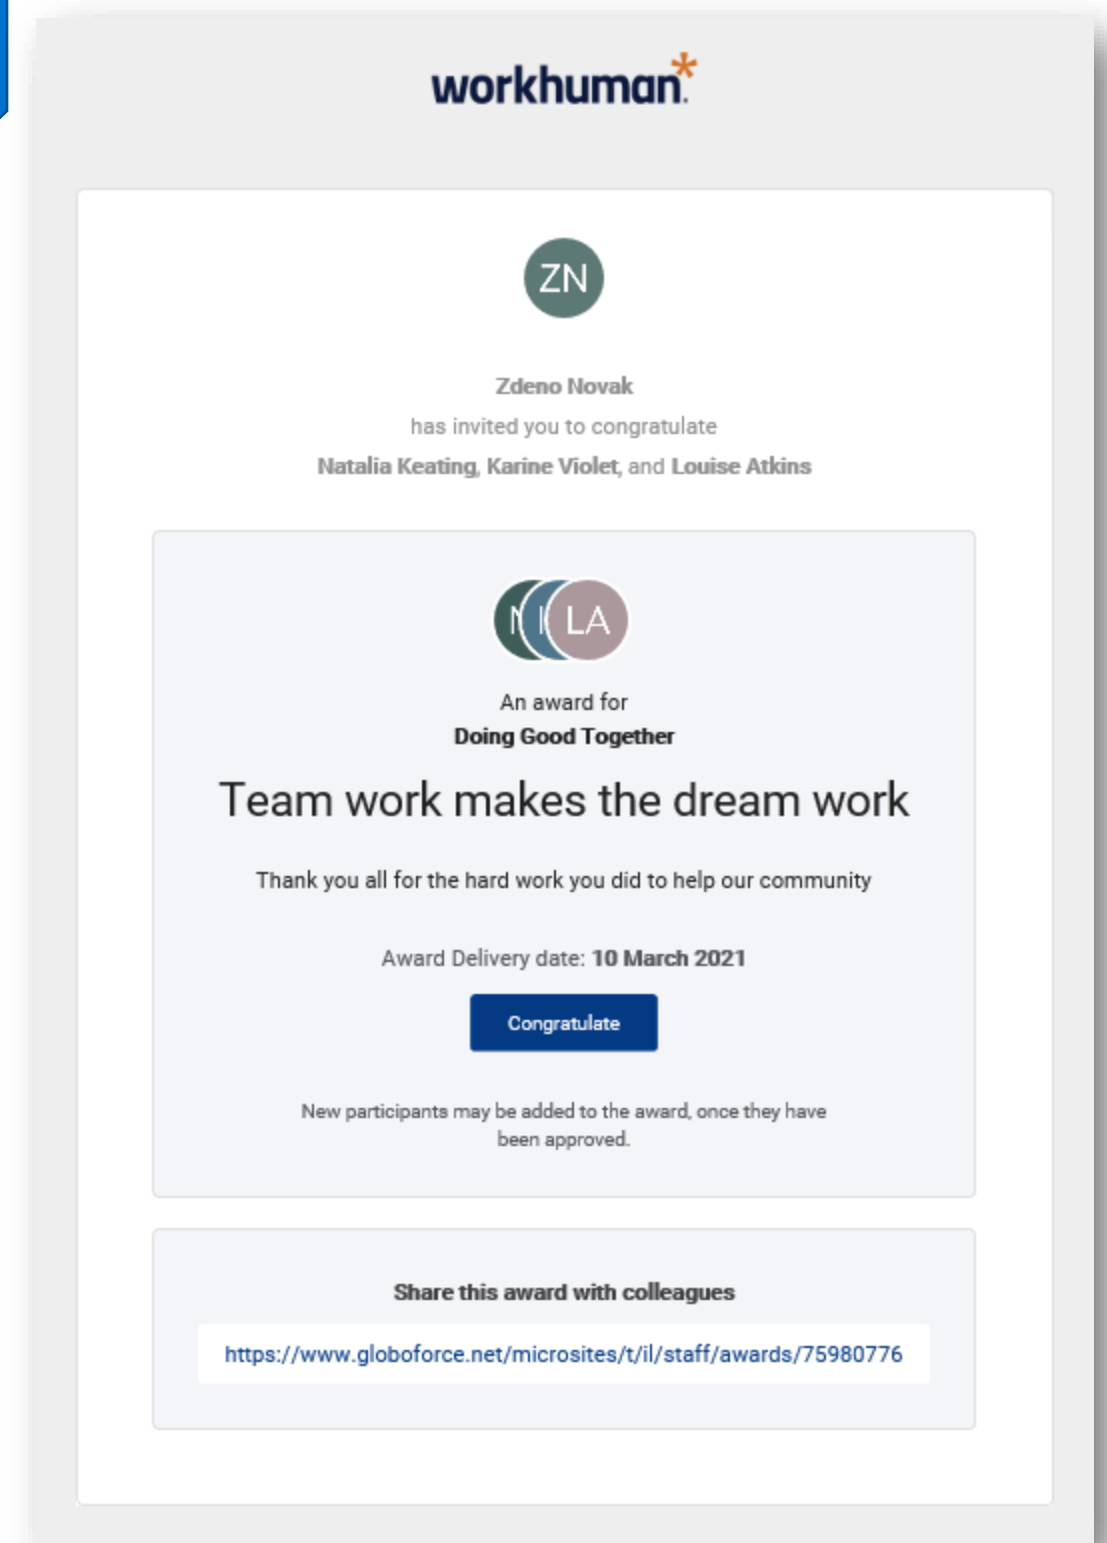 workhuman*
ZN
Zdeno Novak
has invited you to congratulate
Natalia Keating, Karine Violet, and Louise Atkins
LA
An award for
Doing Good Together
Team work makes the dream work
Thank you all for the hard work you did to help our community
Award Delivery date: 10 March 2021
Congratulate
New participants may be added to the award, once they have
been approved.
Share this award with colleagues
https://www.globoforce.net/microsites/t/il/staff/awards/75980776